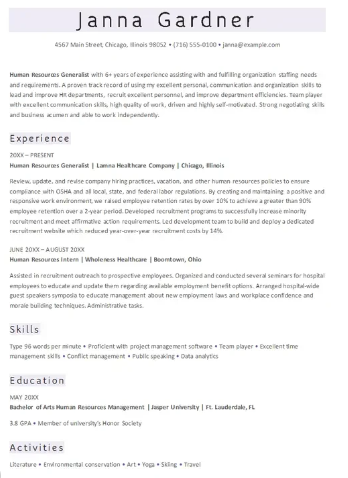 Janna Gardner
4567 Main Street, Chicago, Illinois 98052 • (716) 555-0100 • janna@example.com
Human Resources Generalist with 6+ years of experience assisting with and fulfilling organization staffing needs
and requirements. A proven track record of using my excellent personal, communication and organization skills to
lead and improve HR departments, recruit excellent personnel, and improve department efficiencies. Team player
with excellent communication skills, high quality of work, driven and highly self-motivated. Strong negotiating skills
and business acumen and able to work independently.
Experience
20XX – PRESENT
Human Resources Generalist | Lamna Healthcare Company | Chicago, Illinois
Review, update, and revise company hiring practices, vacation, and other human resources policies to ensure
compliance with OSHA and all local, state, and federal labor regulations. By creating and maintaining a positive and
responsive work environment, we raised employee retention rates by over 10% to achieve a greater than 90%
employee retention over a 2-year period. Developed recruitment programs to successfully increase minority
recruitment and meet affirmative action requirements. Led development team to build and deploy a dedicated
recruitment website which reduced year-over-year recruitment costs by 14%.
JUNE 20XX – AUGUST 20XX
Human Resources Intern | Wholeness Healthcare | Boomtown, Ohio
Assisted in recruitment outreach to prospective employees. Organized and conducted several seminars for hospital
employees to educate and update them regarding available employment benefit options. Arranged hospital-wide
guest speakers symposia to educate management about new employment laws and workplace confidence and
morale building techniques. Administrative tasks.
Skills
Type 96 words per minute • Proficient with project management software • Team player • Excellent time
management skills • Conflict management • Public speaking • Data analytics
Education
MAY 20XX
Bachelor of Arts Human Resources Management | Jasper University | Ft. Lauderdale, FL
3.8 GPA • Member of university's Honor Society
Activities
Literature • Environmental conservation • Art • Yoga • Skiing • Travel